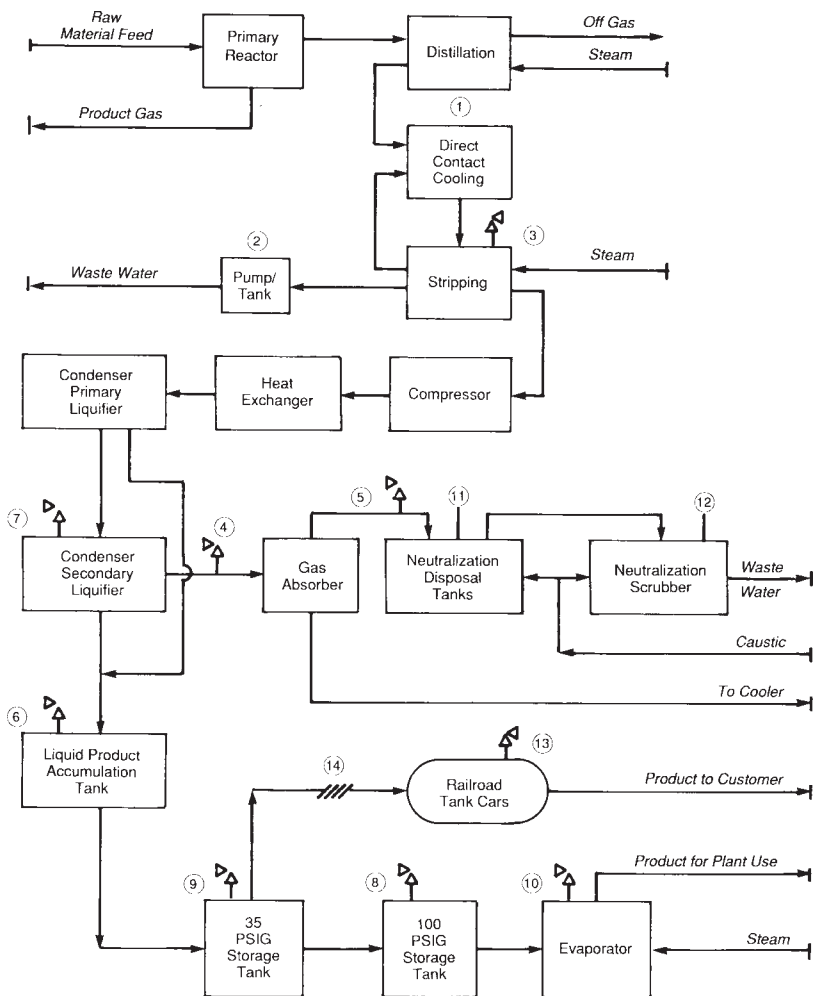 Raw
Material Feed
Primary
Reactor
Distillation
Off Gas
Steam
Product Gas
1
Direct
Contact
Cooling
2
3
Waste Water
Pump/
Tank
Stripping
Steam
Condenser
Primary
Liquifier
Heat
Exchanger
Compressor
7
4
5
11
12
Condenser
Secondary
Liquifier
Gas
Absorber
Neutralization
Disposal
Tanks
Neutralization
Scrubber
Waste
Water
Caustic
To Cooler
6
Liquid Product
Accumulation
Tank
14
13
Railroad
Tank Cars
Product to Customer
9
8
10
Product for Plant Use
35
PSIG
Storage
Tank
100
PSIG
Storage
Tank
Evaporator
Steam